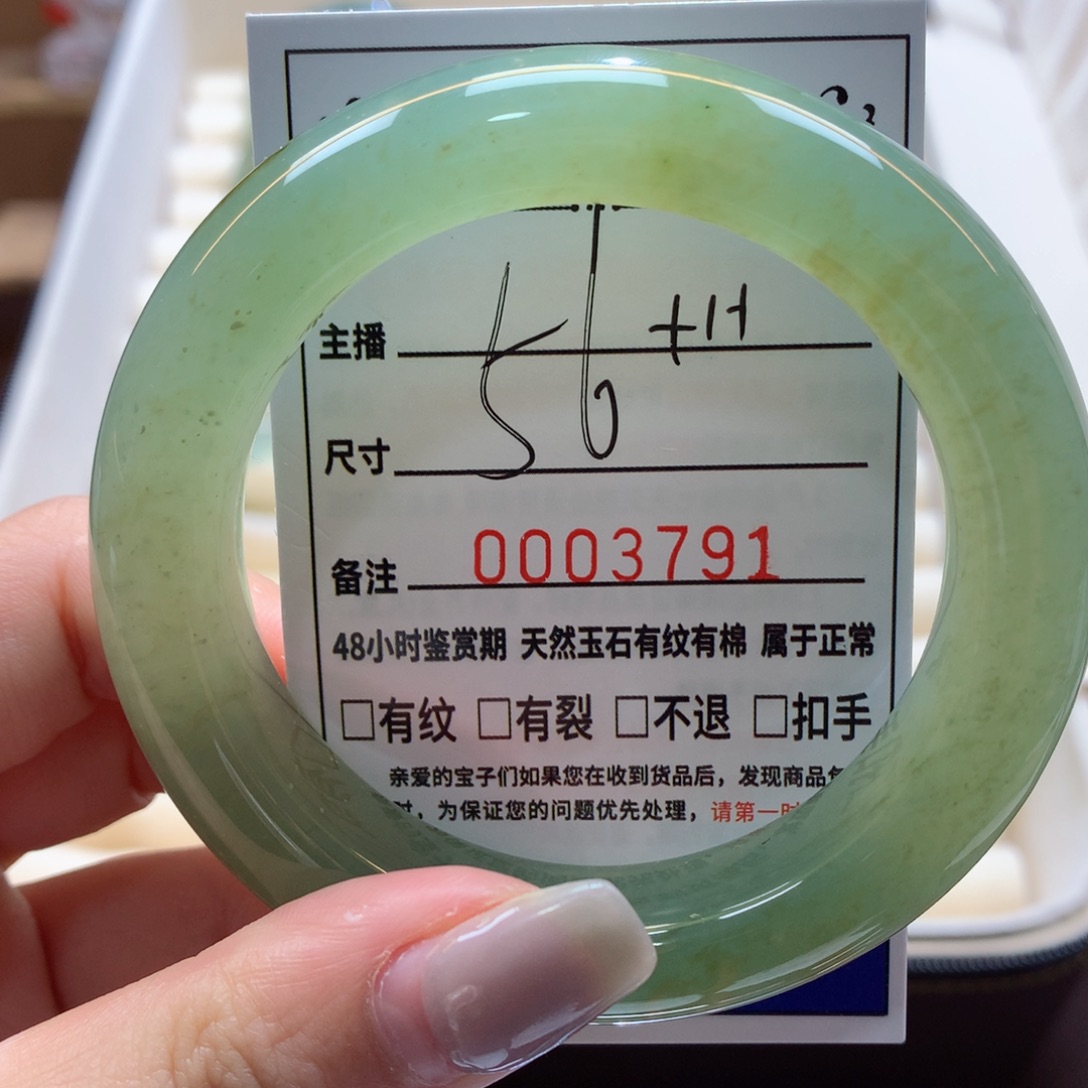 主播
56 +11
尺寸
备注 0003791
48小时鉴赏期 天然玉石有纹有棉 属于正常
□有纹 □有裂 □不退 □扣手
亲爱的宝子们如果您在收到货品后，发现商品
时，为保证您的问题优先处理，请第一时